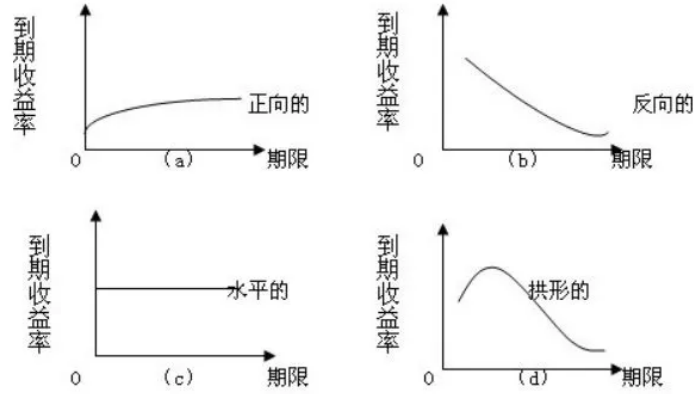 到期收益率
正向的
0
(a)
期限
到期收益率
反向的
0
(b)
期限
到期收益率
水平的
0
(c)
期限
到期收益率
拱形的
0
(d)
期限